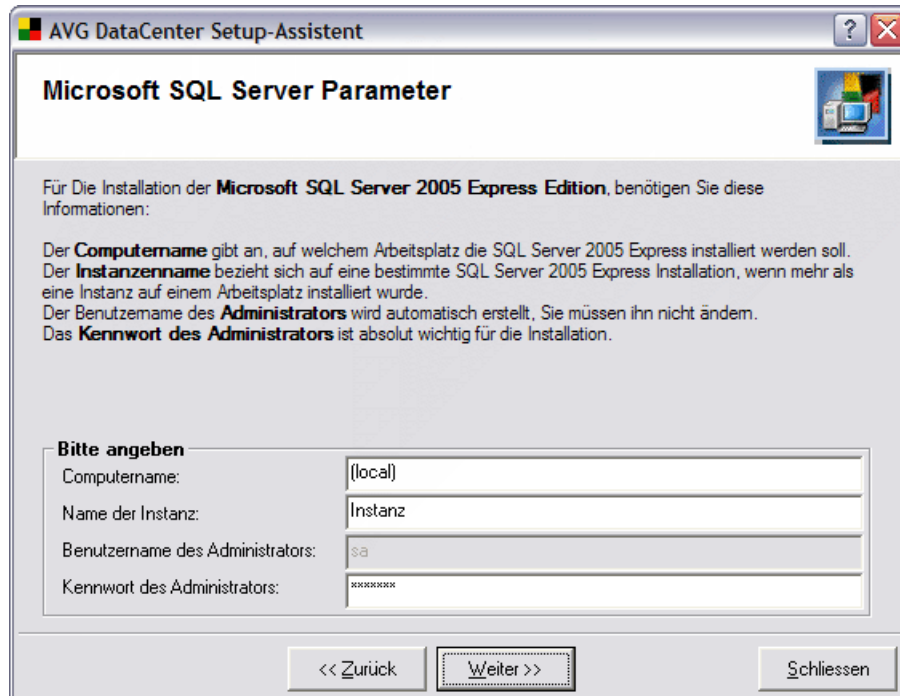 AVG DataCenter Setup-Assistent
?
Microsoft SQL Server Parameter
Für Die Installation der Microsoft SQL Server 2005 Express Edition, benötigen Sie diese
Informationen:
Der Computername gibt an, auf welchem Arbeitsplatz die SQL Server 2005 Express installiert werden soll.
Der Instanzenname bezieht sich auf eine bestimmte SQL Server 2005 Express Installation, wenn mehr als
eine Instanz auf einem Arbeitsplatz installiert wurde.
Der Benutzername des Administrators wird automatisch erstellt, Sie müssen ihn nicht ändern.
Das Kennwort des Administrators ist absolut wichtig für die Installation.
Bitte angeben
Computername: (local)
Name der Instanz: Instanz
Benutzername des Administrators: sa
Kennwort des Administrators: ×××××××
<< Zurück Weiter >> Schliessen